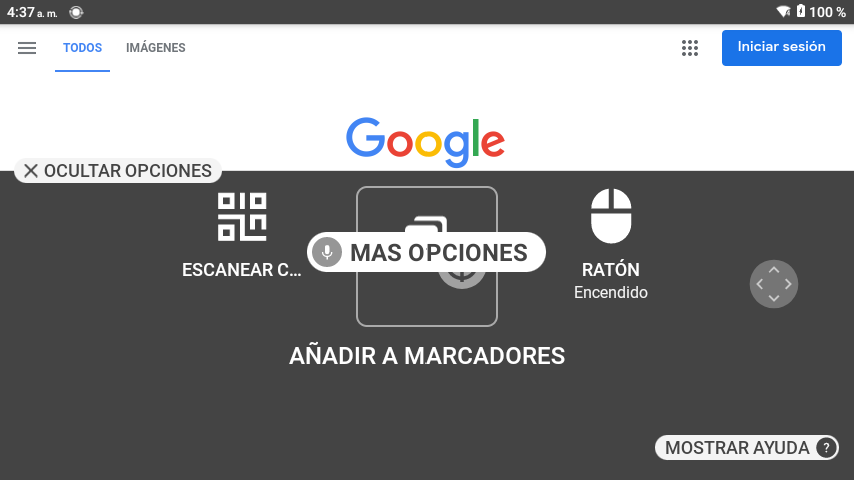 4:37 a. m.
100 %
TODOS
IMÁGENES
Iniciar sesión
Google
OCULTAR OPCIONES
MAS OPCIONES
ESCANEAR C...
RATÓN
Encendido
AÑADIR A MARCADORES
MOSTRAR AYUDA ?